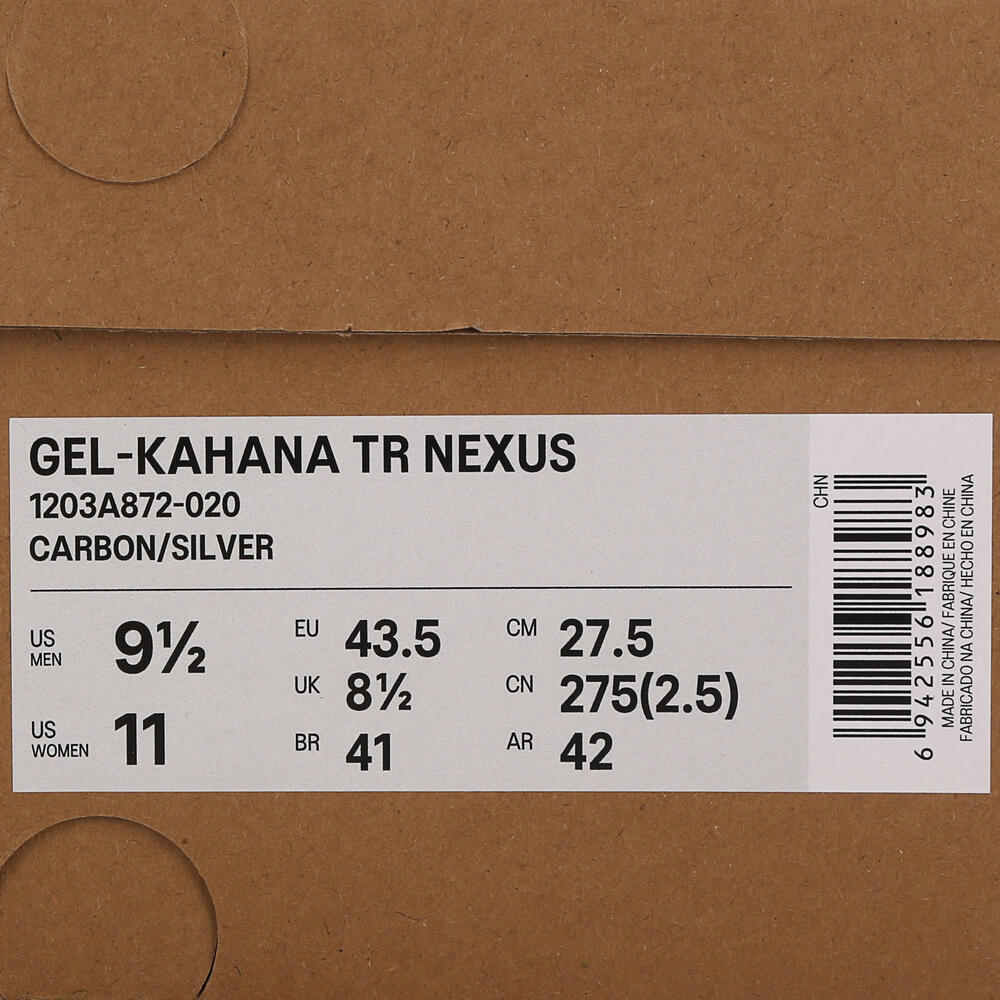 GEL-KAHANA TR NEXUS
1203A872-020
CARBON/SILVER
US MEN 9½
EU 43.5
CM 27.5
UK 8½
CN 275(2.5)
US WOMEN 11
BR 41
AR 42
CHN
6 942556 188983
MADE IN CHINA/ FABRIQUE EN CHINE
FABRICADO NA CHINA/ HECHO EN CHINA